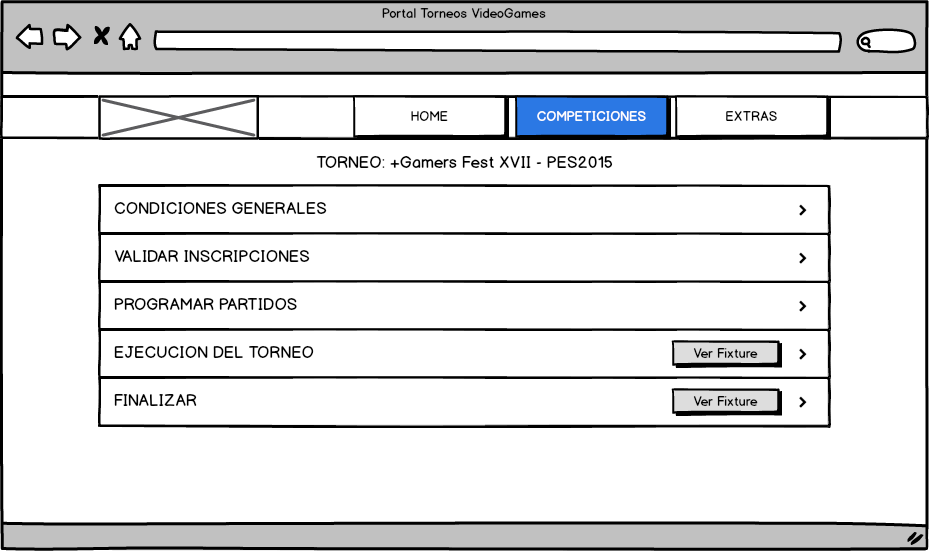 Portal Torneos VideoGames
HOME
COMPETICIONES
EXTRAS
TORNEO: +Gamers Fest XVII - PES2015
CONDICIONES GENERALES
VALIDAR INSCRIPCIONES
PROGRAMAR PARTIDOS
EJECUCION DEL TORNEO
Ver Fixture
FINALIZAR
Ver Fixture